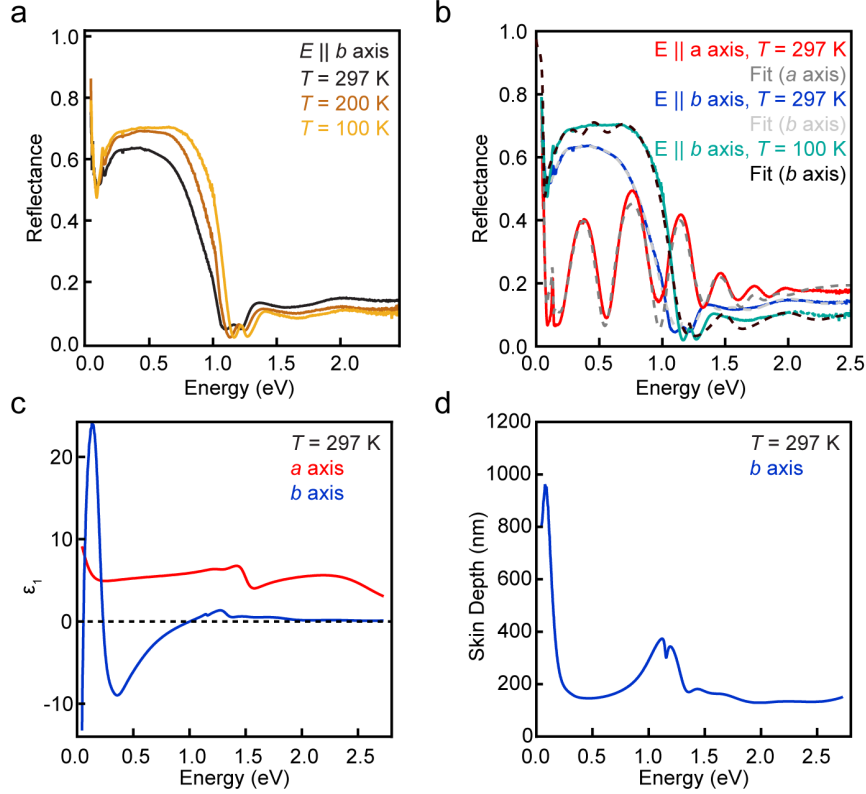 a
1.0
0.8
0.6
0.4
0.2
0.0
Reflectance
0.0
0.5
1.0
1.5
2.0
2.5
Energy (eV)
E || b axis
T = 297 K
T = 200 K
T = 100 K
b
1.0
0.8
0.6
0.4
0.2
0.0
Reflectance
0.0
0.5
1.0
1.5
2.0
2.5
Energy (eV)
E || a axis, T = 297 K
Fit (a axis)
E || b axis, T = 297 K
Fit (b axis)
E || b axis, T = 100 K
Fit (b axis)
c
20
10
0
-10
ε1
0.0
0.5
1.0
1.5
2.0
2.5
Energy (eV)
T = 297 K
a axis
b axis
d
1200
1000
800
600
400
200
0
Skin Depth (nm)
0.0
0.5
1.0
1.5
2.0
2.5
Energy (eV)
T = 297 K
b axis